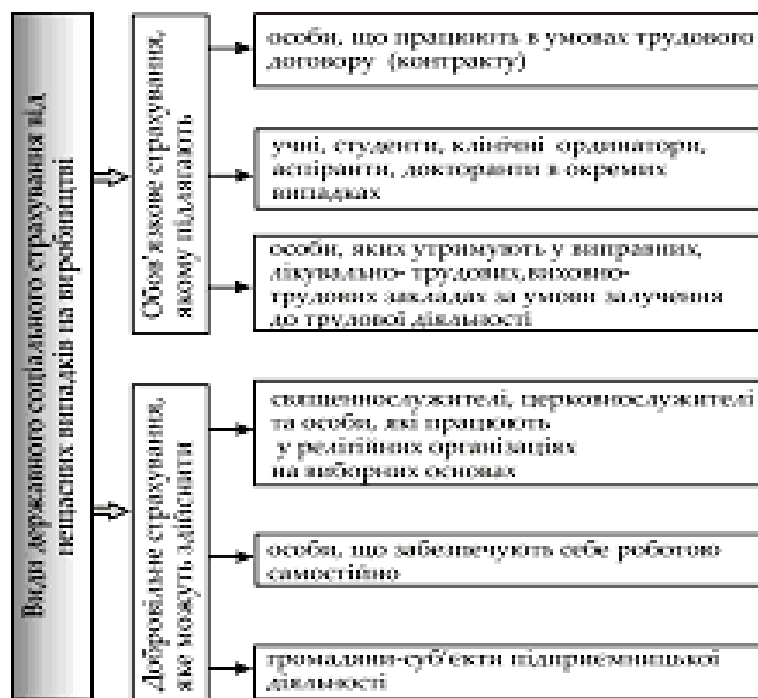 Види державного соціального страхування від
нещасних випадків на виробництві
Обов'язкове страхування,
якому підлягають
особи, що працюють в умовах трудового
договору (контракту)
учні, студенти, клінічні ординатори,
аспіранти, докторанти в окремих
випадках
особи, яких утримують у виправних,
лікувально- трудових,виховно-
трудових закладах за умови залучення
до трудової діяльності
Добровільне страхування,
яке можуть здійснити
священнослужителі, церковнослужителі
та особи, які працюють
у релігійних організаціях
на виборних основах
особи, що забезпечують себе роботою
самостійно
громадяни-суб'єкти підприємницької
діяльності